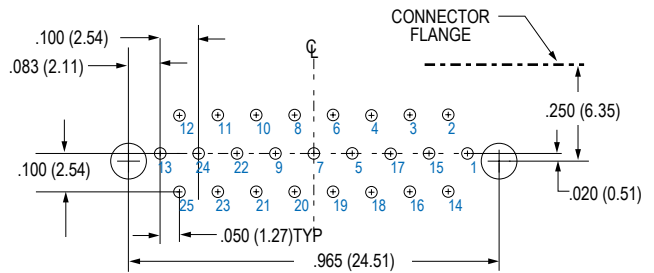 CONNECTOR
FLANGE
.100 (2.54)
℄
.083 (2.11)
.250 (6.35)
12 11 10 8 6 4 3 2
13 24 22 9 7 5 17 15 1
.100 (2.54)
.020 (0.51)
25 23 21 20 19 18 16 14
.050 (1.27)TYP
.965 (24.51)